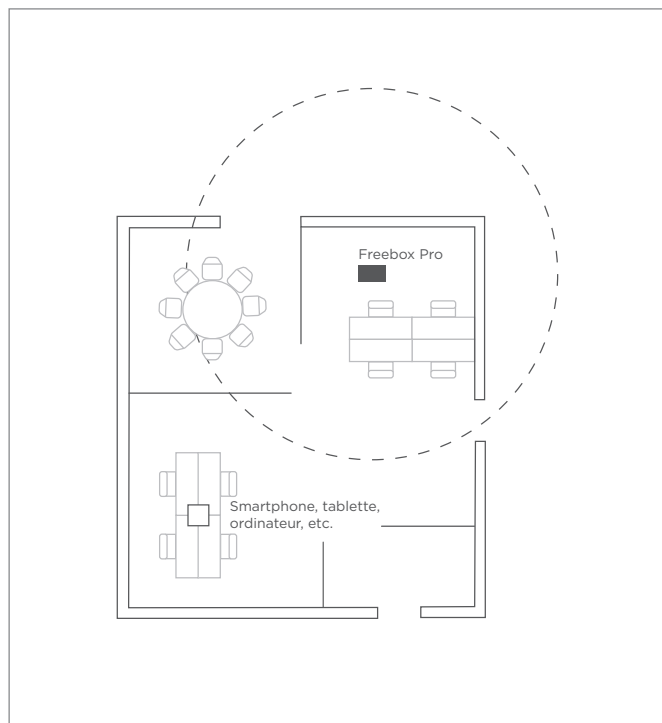 Freebox Pro
Smartphone, tablette,
ordinateur, etc.